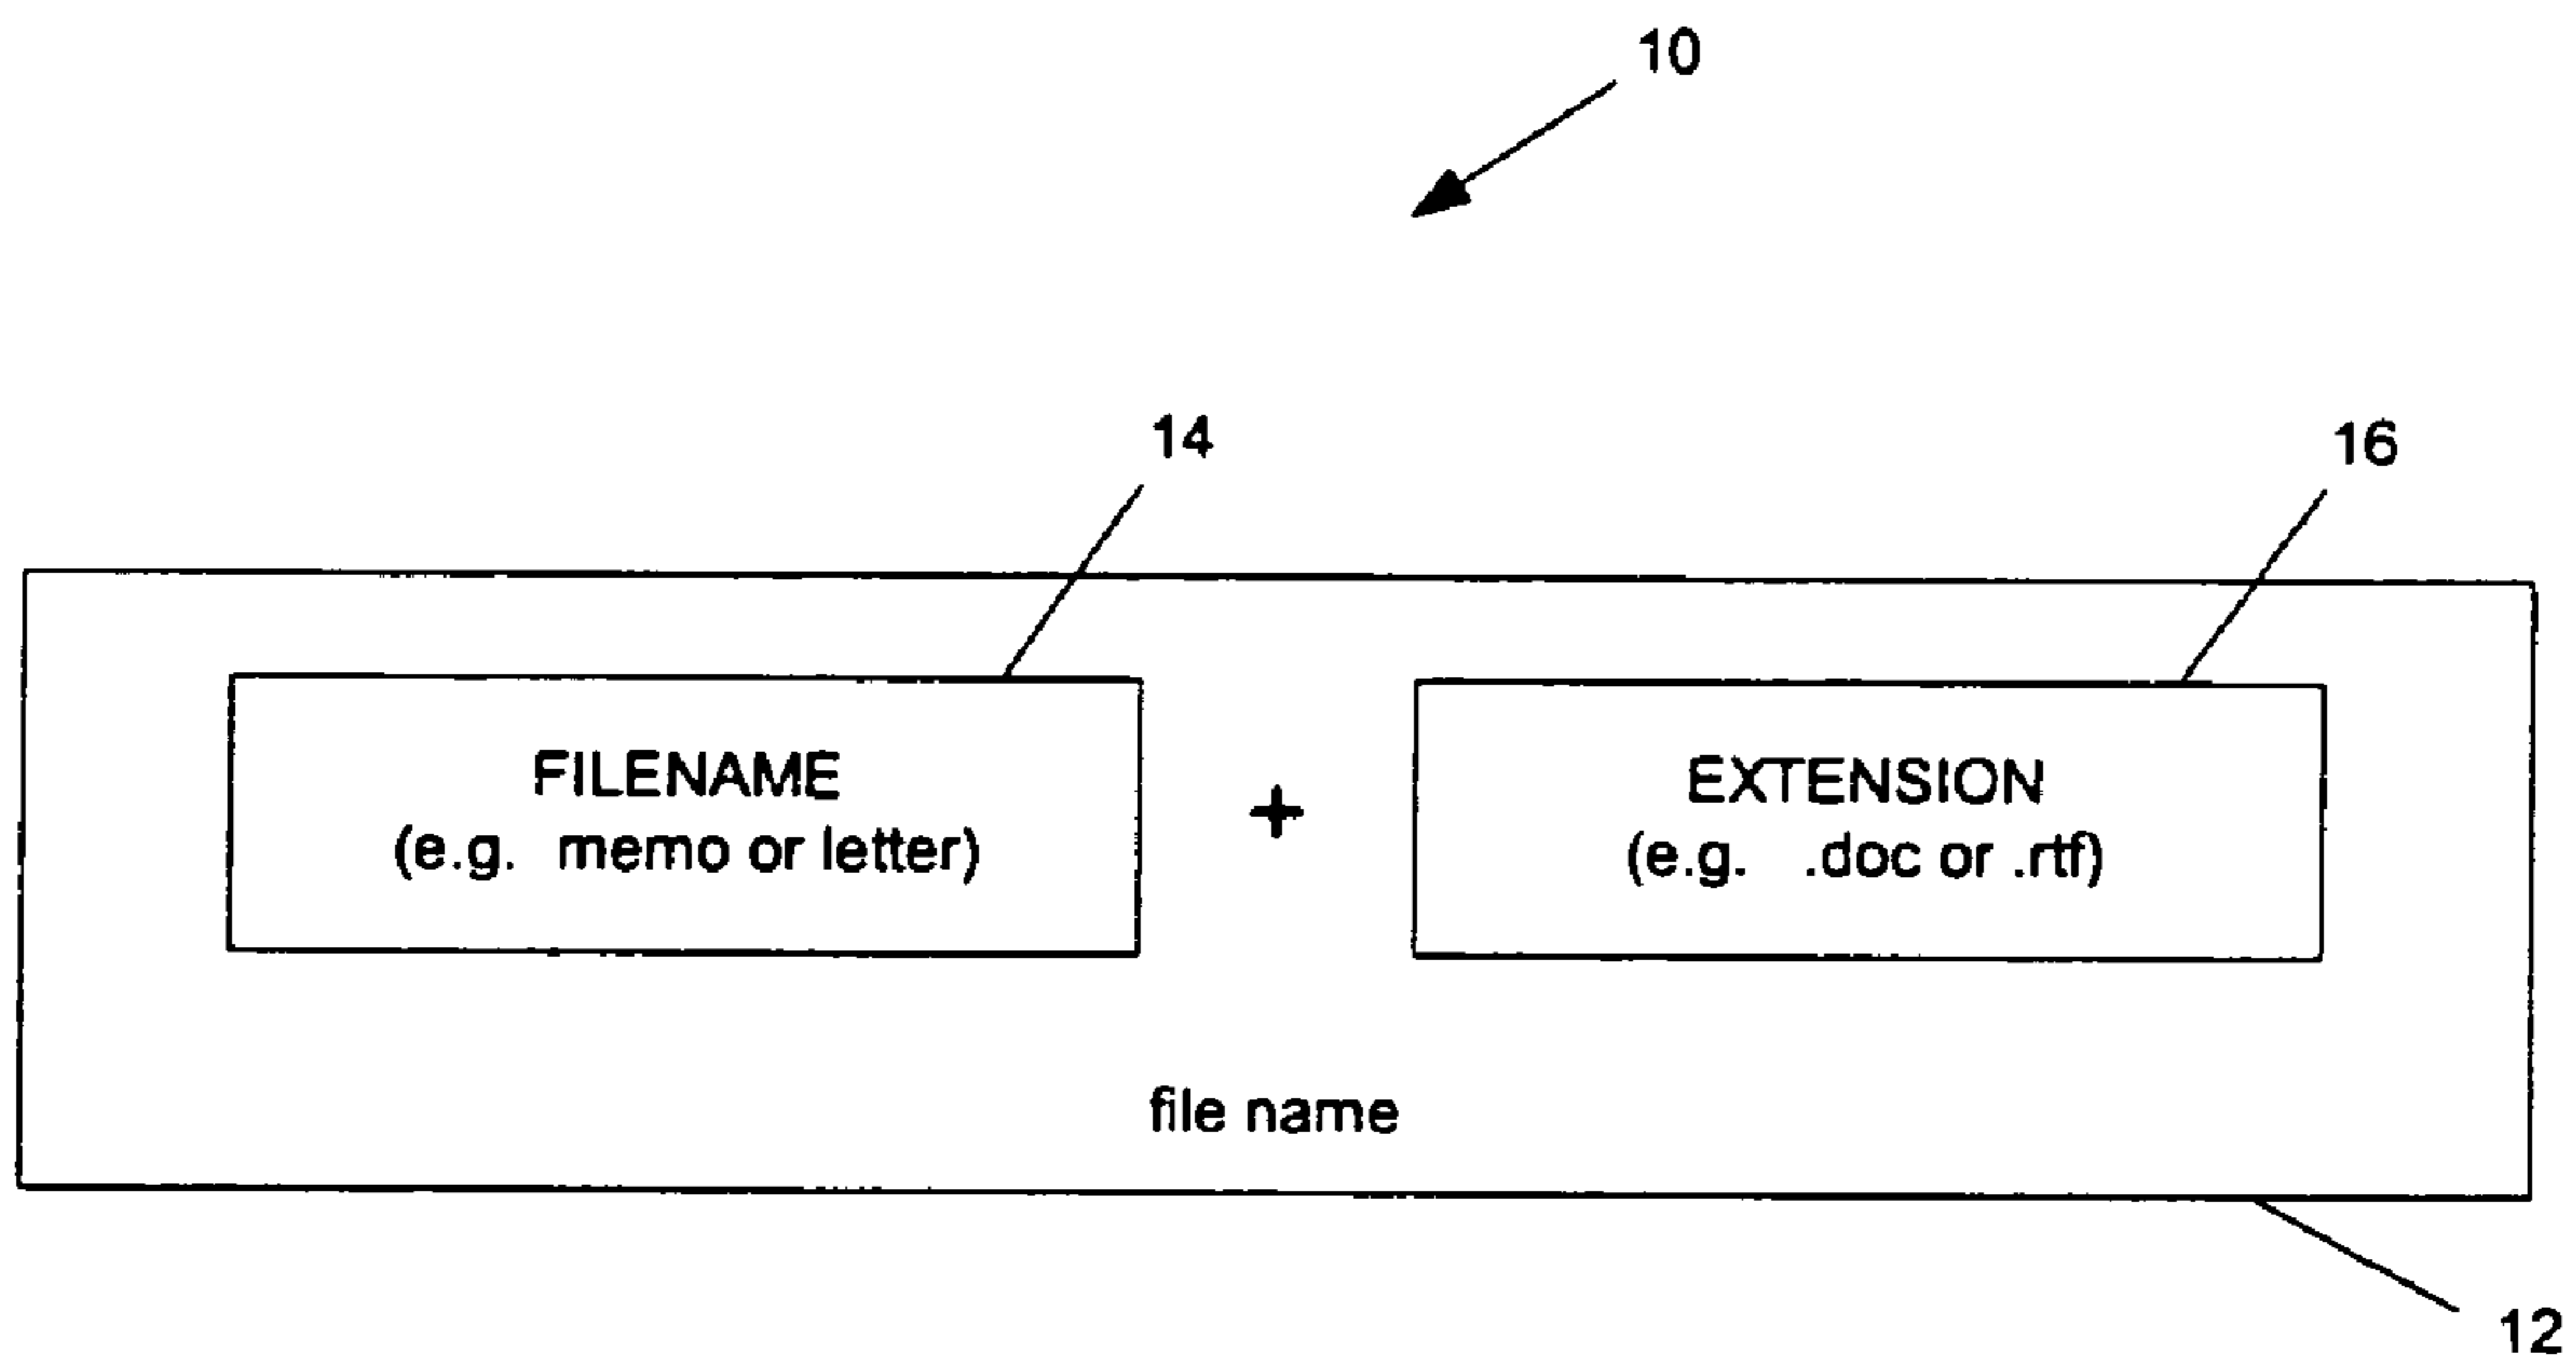 10
14
16
FILENAME
(e.g. memo or letter)
+
EXTENSION
(e.g. .doc or .rtf)
file name
12